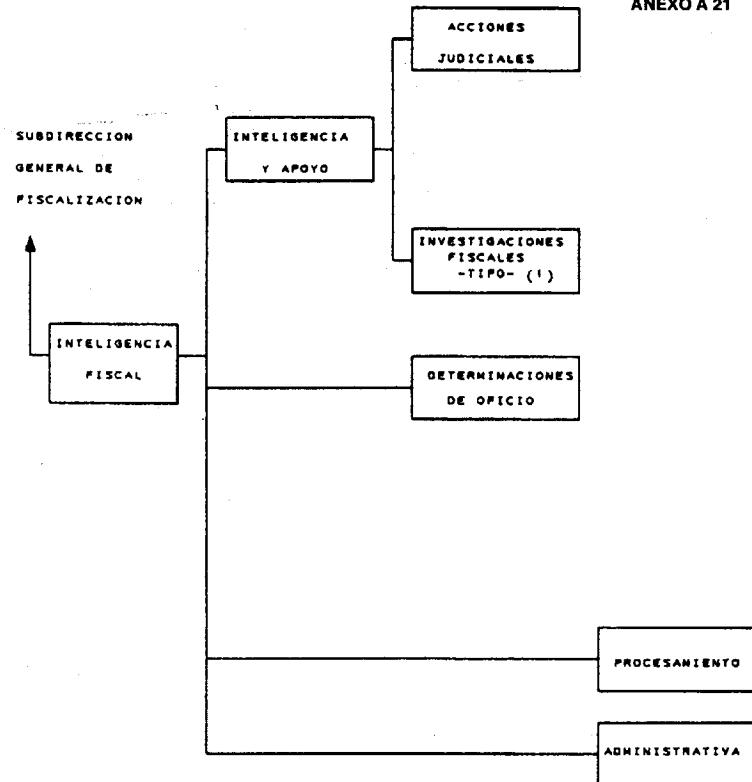 ANEXO A 21
ACCIONES
JUDICIALES
SUBDIRECCION
GENERAL DE
FISCALIZACION
INTELIGENCIA
Y APOYO
INVESTIGACIONES
FISCALES
-TIPO- (1)
INTELIGENCIA
FISCAL
DETERMINACIONES
DE OFICIO
PROCESAMIENTO
ADMINISTRATIVA